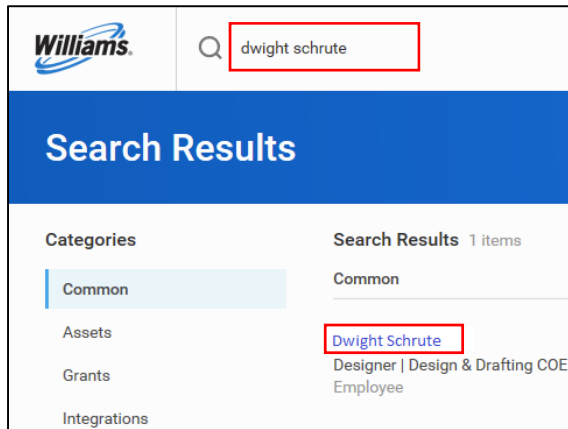 Williams.
dwight schrute
Search Results
Categories
Common
Assets
Grants
Integrations
Search Results 1 items
Common
Dwight Schrute
Designer | Design & Drafting COE
Employee